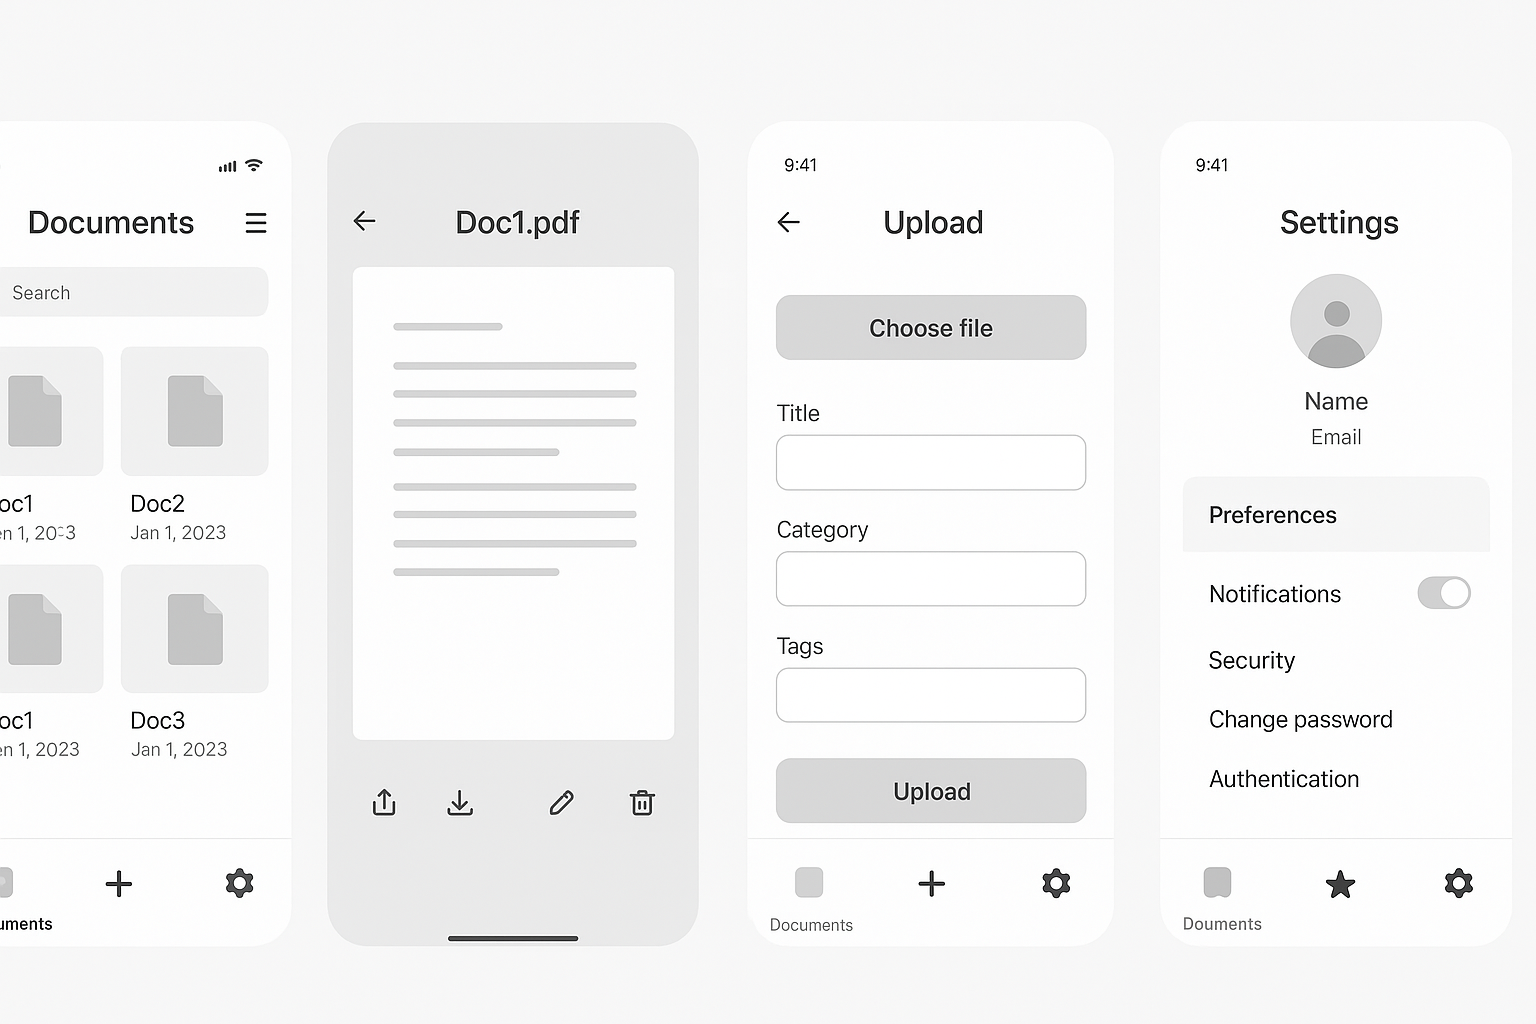 Documents
Search
oc1
Doc2
en 1, 20-3
Jan 1, 2023
oc1
Doc3
en 1, 2023
Jan 1, 2023
uments
Doc1.pdf
9:41
Upload
Choose file
Title
Category
Tags
Upload
Documents
9:41
Settings
Name
Email
Preferences
Notifications
Security
Change password
Authentication
Douments